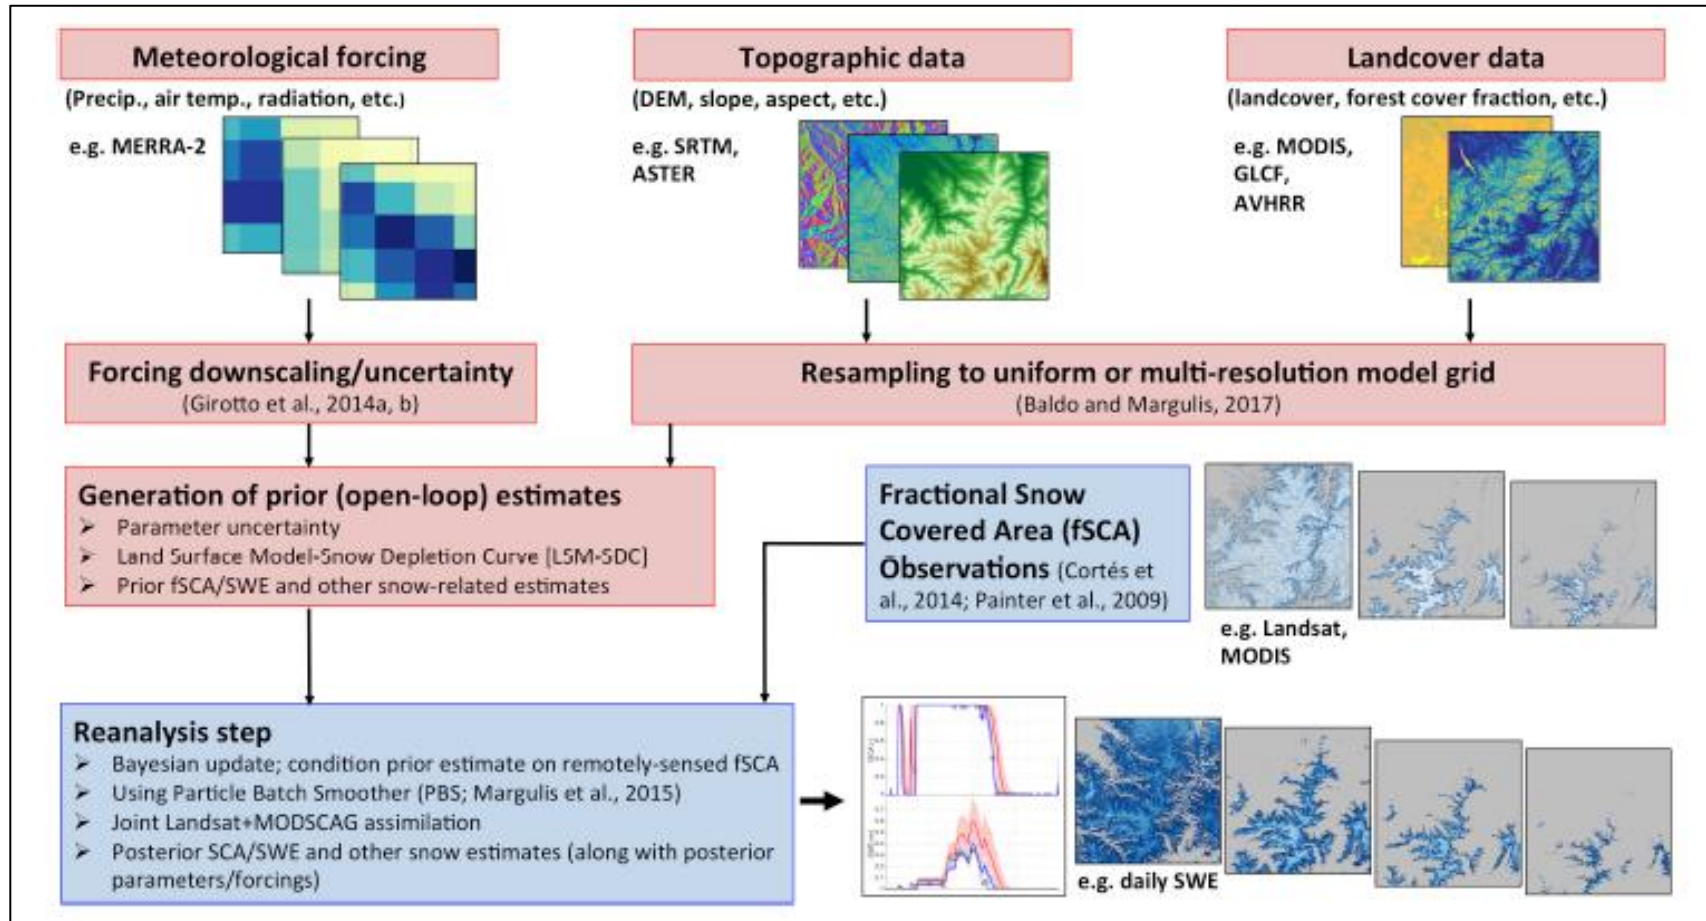 Meteorological forcing
(Precip., air temp., radiation, etc.)
e.g. MERRA-2
Topographic data
(DEM, slope, aspect, etc.)
e.g. SRTM,
ASTER
Landcover data
(landcover, forest cover fraction, etc.)
e.g. MODIS,
GLCF,
AVHRR
Forcing downscaling/uncertainty
(Girotto et al., 2014a, b)
Resampling to uniform or multi-resolution model grid
(Baldo and Margulis, 2017)
Generation of prior (open-loop) estimates
➢ Parameter uncertainty
➢ Land Surface Model-Snow Depletion Curve [LSM-SDC]
➢ Prior fSCA/SWE and other snow-related estimates
Fractional Snow
Covered Area (fSCA)
Observations (Cortés et
al., 2014; Painter et al., 2009)
e.g. Landsat,
MODIS
Reanalysis step
➢ Bayesian update; condition prior estimate on remotely-sensed fSCA
➢ Using Particle Batch Smoother (PBS; Margulis et al., 2015)
➢ Joint Landsat+MODSCAG assimilation
➢ Posterior SCA/SWE and other snow estimates (along with posterior
parameters/forcings)
e.g. daily SWE